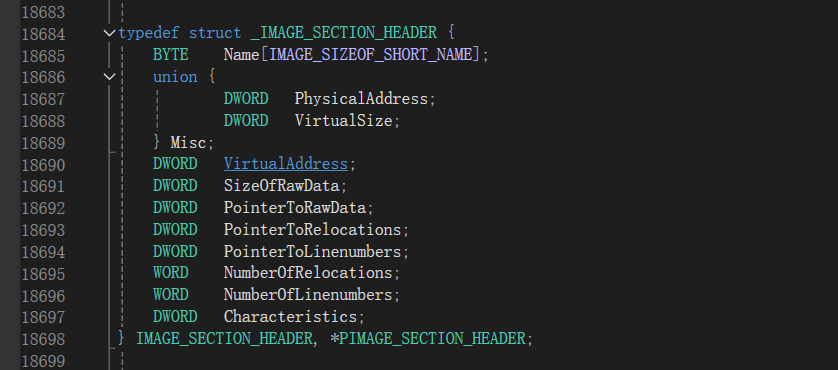 18683
18684 typedef struct _IMAGE_SECTION_HEADER {
18685 BYTE Name[IMAGE_SIZEOF_SHORT_NAME];
18686 union {
18687 DWORD PhysicalAddress;
18688 DWORD VirtualSize;
18689 } Misc;
18690 DWORD VirtualAddress;
18691 DWORD SizeOfRawData;
18692 DWORD PointerToRawData;
18693 DWORD PointerToRelocations;
18694 DWORD PointerToLinenumbers;
18695 WORD NumberOfRelocations;
18696 WORD NumberOfLinenumbers;
18697 DWORD Characteristics;
18698 } IMAGE_SECTION_HEADER, *PIMAGE_SECTION_HEADER;
18699